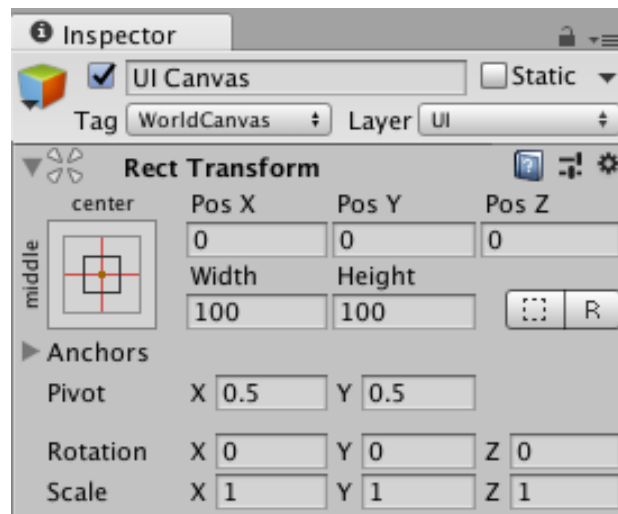 Inspector
UI Canvas Static
Tag WorldCanvas Layer UI
Rect Transform
center Pos X Pos Y Pos Z
middle
0 0 0
Width Height
100 100 R
Anchors
Pivot X 0.5 Y 0.5
Rotation X 0 Y 0 Z 0
Scale X 1 Y 1 Z 1